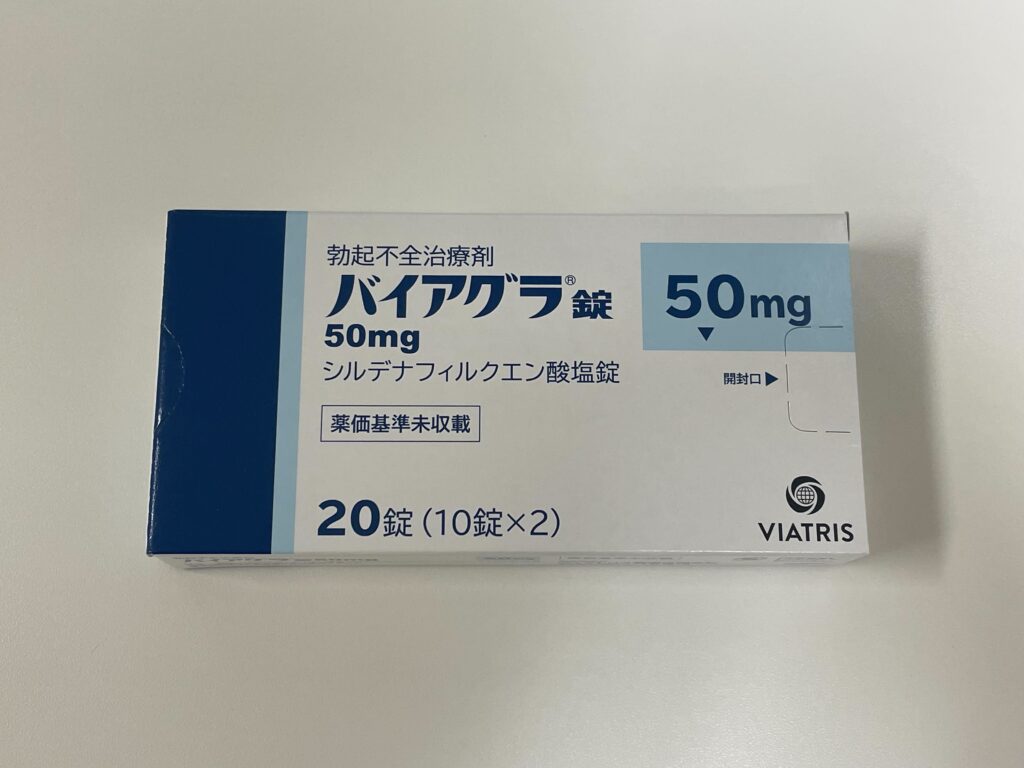 勃起不全治療剤
バイアグラ®錠
50mg
シルデナフィルクエン酸塩錠
薬価基準未収載
20錠(10錠×2)
50mg
開封口
VIATRIS